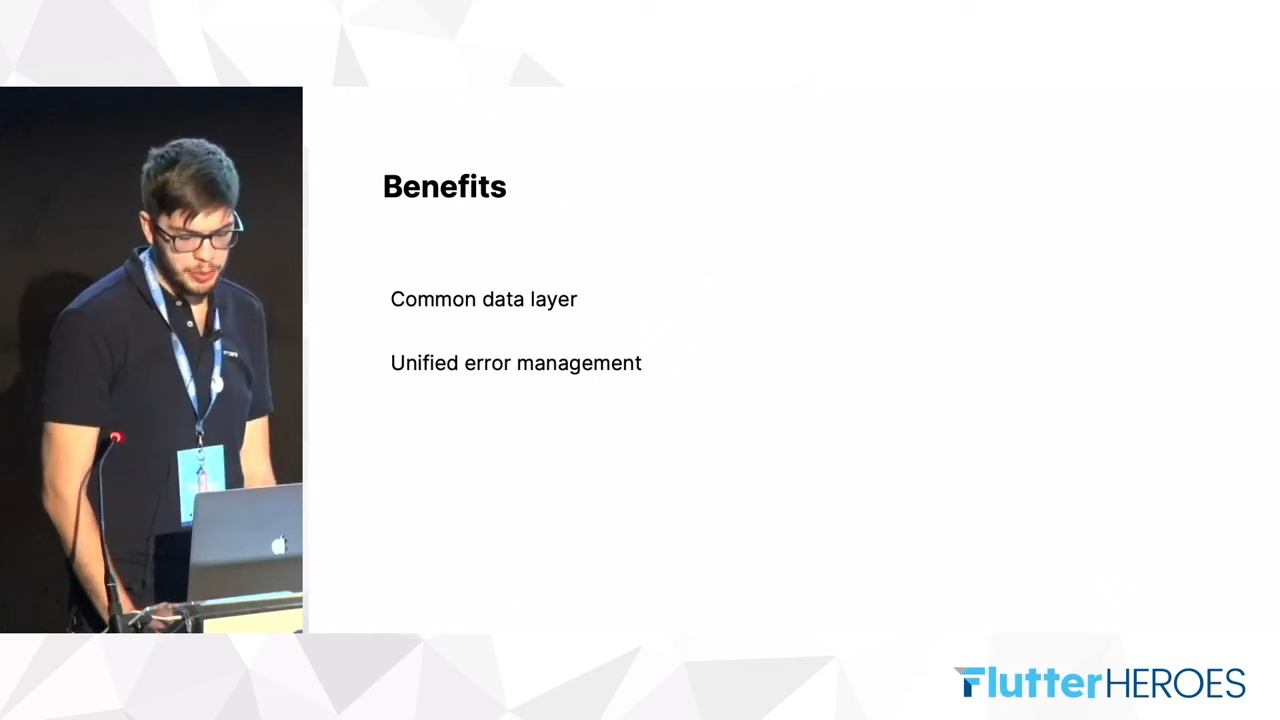 Benefits
Common data layer
Unified error management
FlutterHEROES